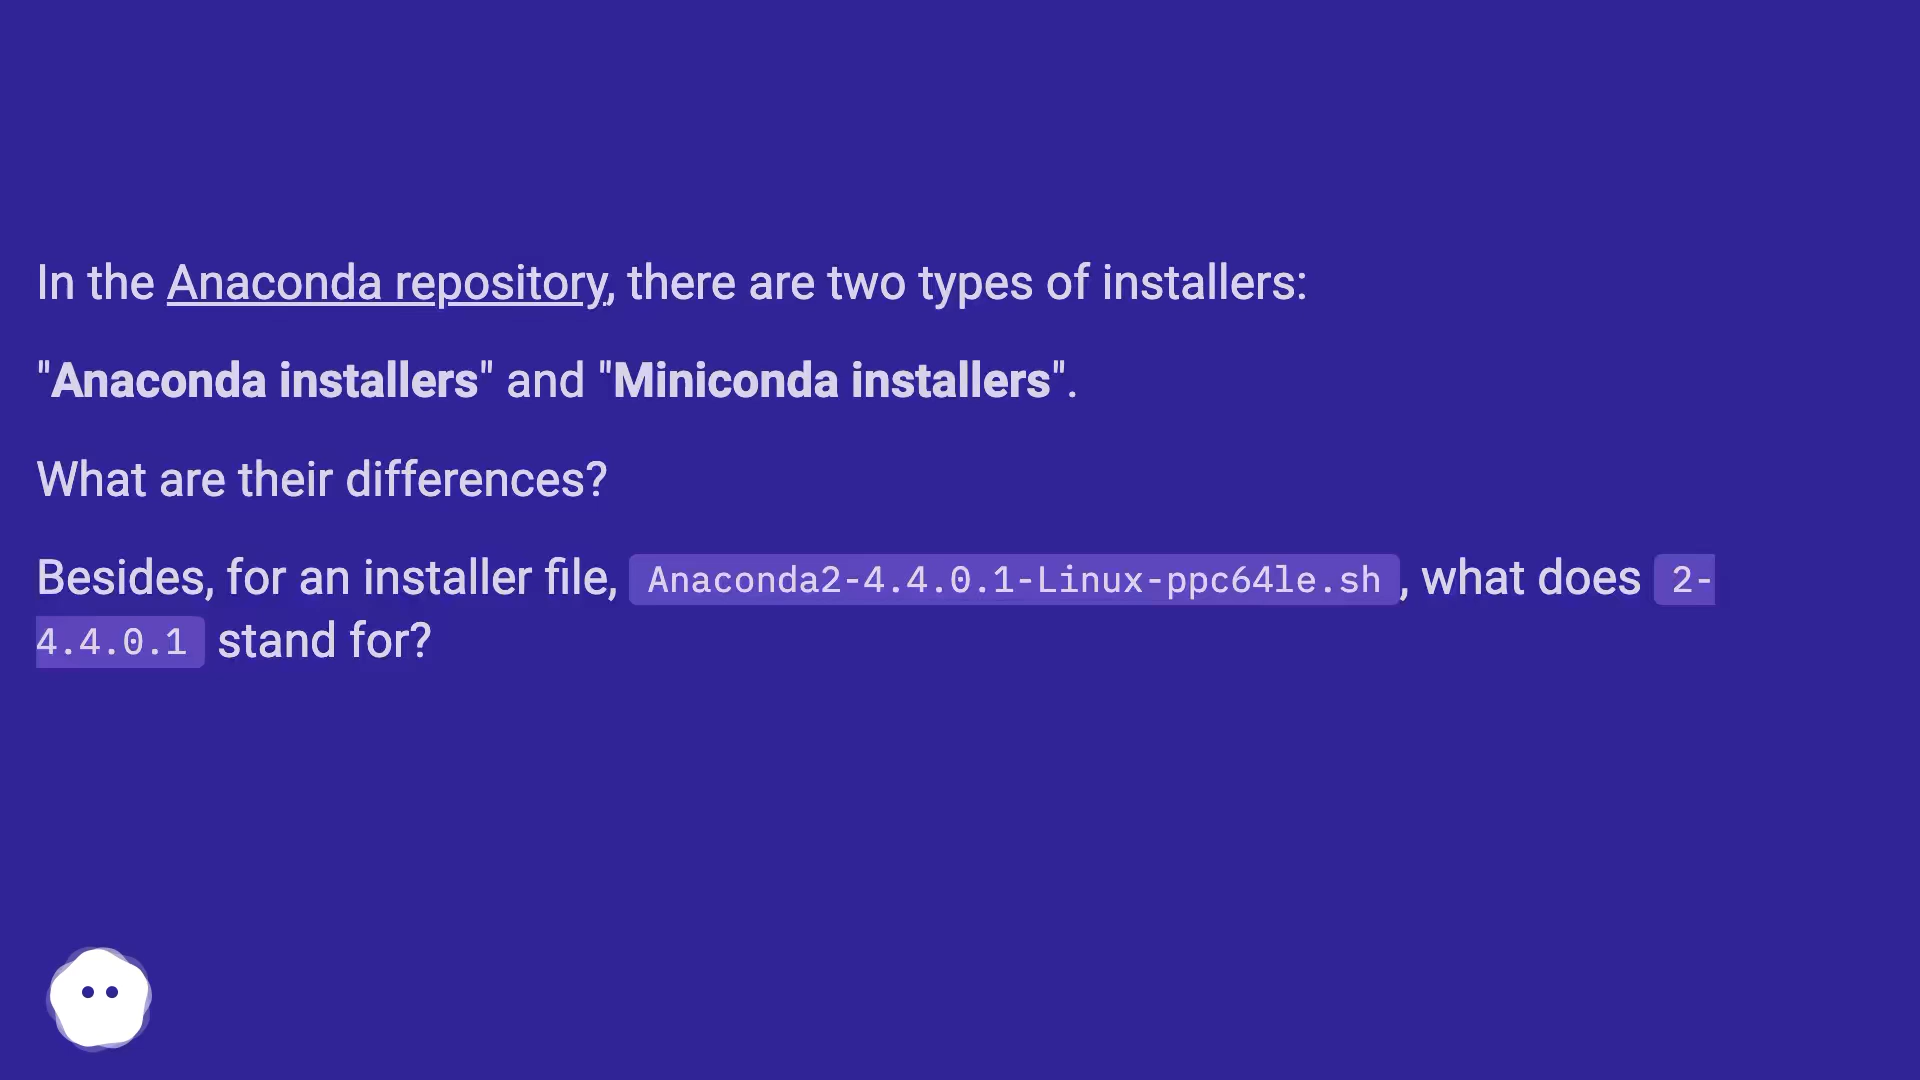 In the Anaconda repository, there are two types of installers:
"Anaconda installers" and "Miniconda installers".
What are their differences?
Besides, for an installer file, Anaconda2-4.4.0.1-Linux-ppc64le.sh, what does 2-
4.4.0.1 stand for?